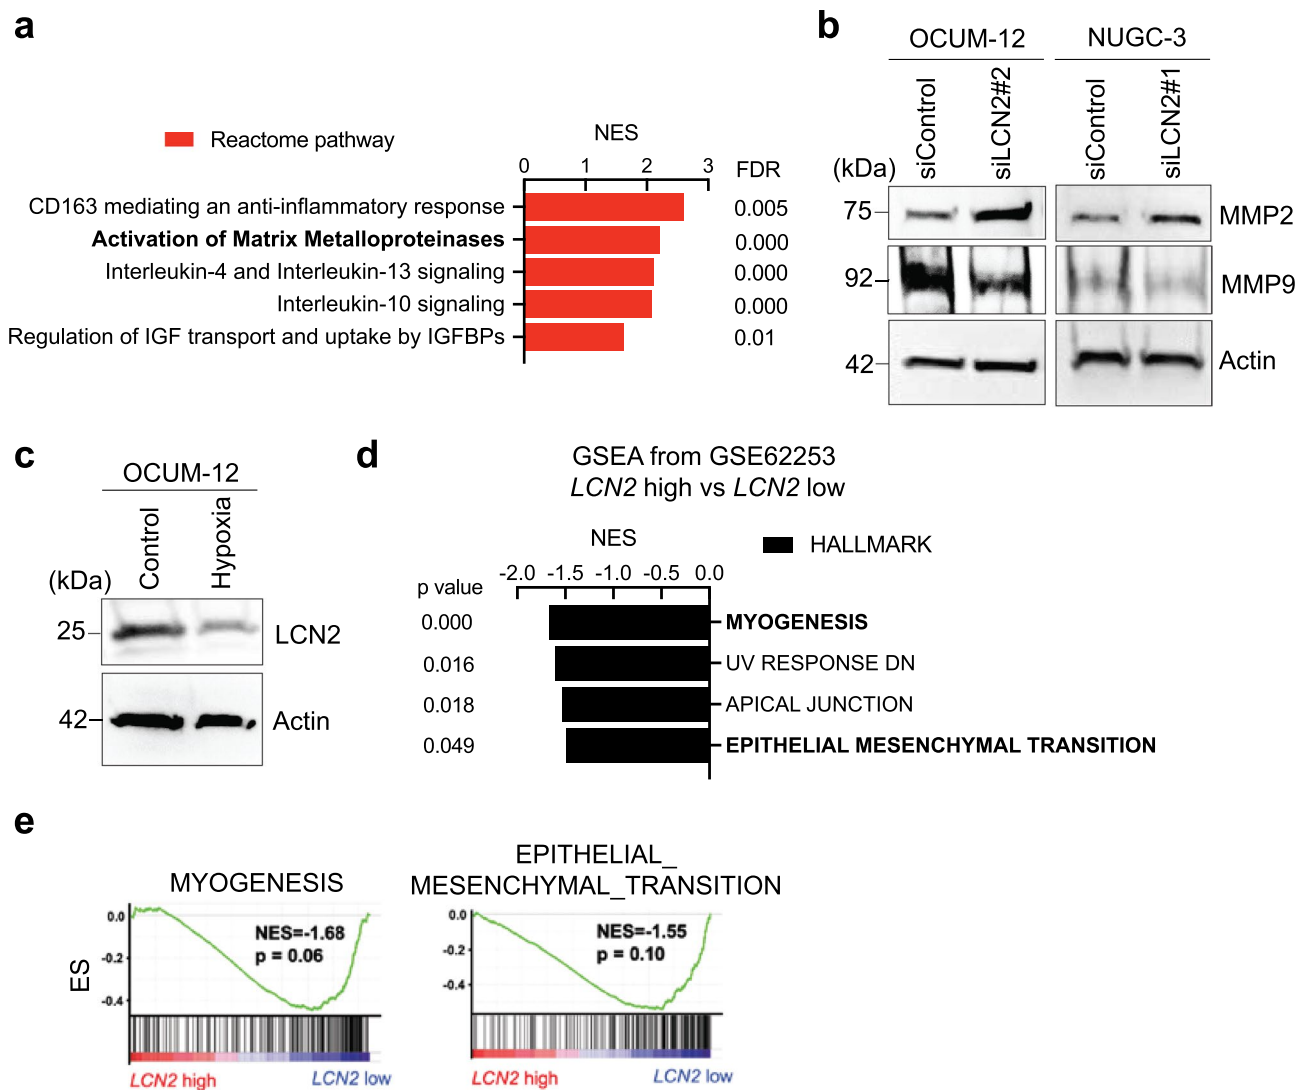 a
Reactome pathway
NES
0 1 2 3
FDR
CD163 mediating an anti-inflammatory response 0.005
Activation of Matrix Metalloproteinases 0.000
Interleukin-4 and Interleukin-13 signaling 0.000
Interleukin-10 signaling 0.000
Regulation of IGF transport and uptake by IGFBPs 0.01
b
OCUM-12 NUGC-3
siControl siLCN2#2 siControl siLCN2#1
(kDa)
75 MMP2
92 MMP9
42 Actin
c
OCUM-12
Control Hypoxia
(kDa)
25 LCN2
42 Actin
d
GSEA from GSE62253
LCN2 high vs LCN2 low
NES
HALLMARK
-2.0 -1.5 -1.0 -0.5 0.0
p value
0.000 MYOGENESIS
0.016 UV RESPONSE DN
0.018 APICAL JUNCTION
0.049 EPITHELIAL MESENCHYMAL TRANSITION
e
MYOGENESIS
ES
0.0
-0.2
-0.4
NES=-1.68
p = 0.06
LCN2 high LCN2 low
EPITHELIAL_
MESENCHYMAL_TRANSITION
0.0
-0.2
-0.4
NES=-1.55
p = 0.10
LCN2 high LCN2 low